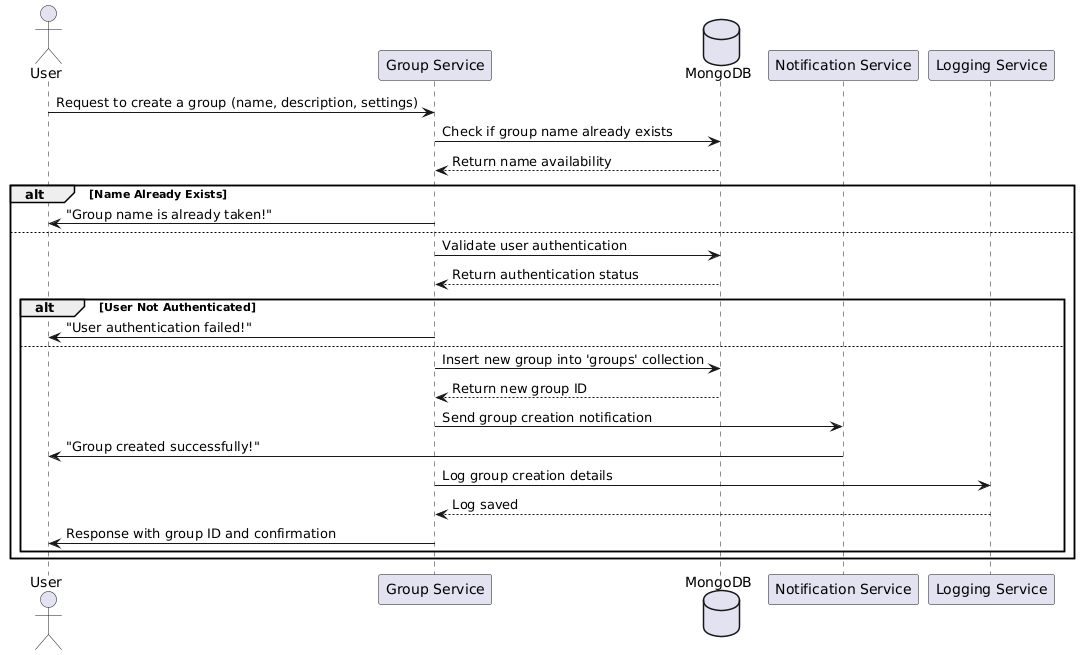 User
Group Service
MongoDB
Notification Service
Logging Service
Request to create a group (name, description, settings)
Check if group name already exists
Return name availability
alt [Name Already Exists]
"Group name is already taken!"
Validate user authentication
Return authentication status
alt [User Not Authenticated]
"User authentication failed!"
Insert new group into 'groups' collection
Return new group ID
Send group creation notification
"Group created successfully!"
Log group creation details
Log saved
Response with group ID and confirmation
User
Group Service
MongoDB
Notification Service
Logging Service